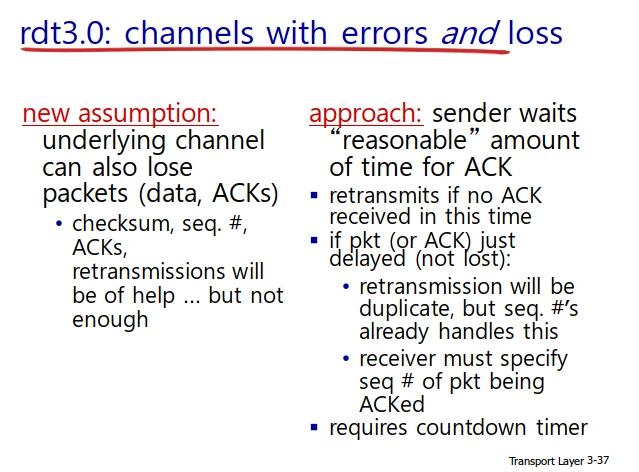 rdt3.0: channels with errors and loss
new assumption:
underlying channel
can also lose
packets (data, ACKs)
• checksum, seq. #,
ACKs,
retransmissions will
be of help … but not
enough
approach: sender waits
“reasonable” amount
of time for ACK
▪ retransmits if no ACK
received in this time
▪ if pkt (or ACK) just
delayed (not lost):
• retransmission will be
duplicate, but seq. #’s
already handles this
• receiver must specify
seq # of pkt being
ACKed
▪ requires countdown timer
Transport Layer 3-37